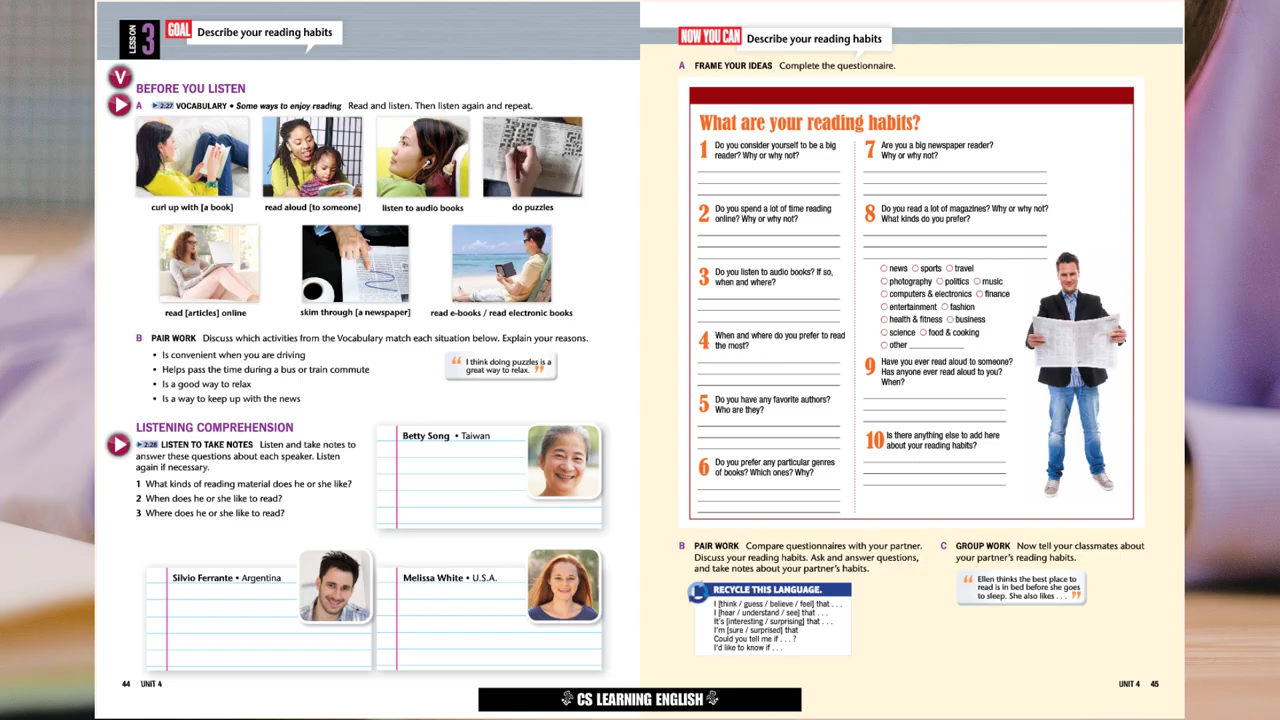 LESSON 3
GOAL Describe your reading habits
V
BEFORE YOU LISTEN
A 2:27 VOCABULARY • Some ways to enjoy reading Read and listen. Then listen again and repeat.
curl up with [a book]
read aloud [to someone]
listen to audio books
do puzzles
read [articles] online
skim through [a newspaper]
read e-books / read electronic books
B PAIR WORK Discuss which activities from the Vocabulary match each situation below. Explain your reasons.
• Is convenient when you are driving
• Helps pass the time during a bus or train commute
• Is a good way to relax
• Is a way to keep up with the news
“ I think doing puzzles is a
great way to relax. ”
LISTENING COMPREHENSION
2:28 LISTEN TO TAKE NOTES Listen and take notes to
answer these questions about each speaker. Listen
again if necessary.
1 What kinds of reading material does he or she like?
2 When does he or she like to read?
3 Where does he or she like to read?
Betty Song • Taiwan
Silvio Ferrante • Argentina
Melissa White • U.S.A.
44 UNIT 4
NOW YOU CAN Describe your reading habits
A FRAME YOUR IDEAS Complete the questionnaire.
What are your reading habits?
1 Do you consider yourself to be a big
reader? Why or why not?
2 Do you spend a lot of time reading
online? Why or why not?
3 Do you listen to audio books? If so,
when and where?
4 When and where do you prefer to read
the most?
5 Do you have any favorite authors?
Who are they?
6 Do you prefer any particular genres
of books? Which ones? Why?
7 Are you a big newspaper reader?
Why or why not?
8 Do you read a lot of magazines? Why or why not?
What kinds do you prefer?
news sports travel
photography politics music
computers & electronics finance
entertainment fashion
health & fitness business
science food & cooking
other
9 Have you ever read aloud to someone?
Has anyone ever read aloud to you?
When?
10 Is there anything else to add here
about your reading habits?
B PAIR WORK Compare questionnaires with your partner.
Discuss your reading habits. Ask and answer questions,
and take notes about your partner's habits.
RECYCLE THIS LANGUAGE.
I [think / guess / believe / feel] that . . .
I [hear / understand / see] that . . .
It's [interesting / surprising] that . . .
I'm [sure / surprised] that
Could you tell me if . . . ?
I'd like to know if . . .
C GROUP WORK Now tell your classmates about
your partner's reading habits.
“ Ellen thinks the best place to
read is in bed before she goes
to sleep. She also likes . . . ”
UNIT 4 45
CS LEARNING ENGLISH